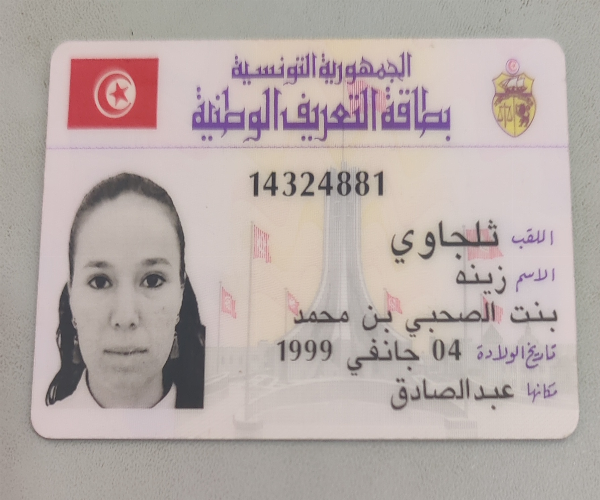 الجمهورية التونسية
بطاقة التعريف الوطنية
14324881
اللقب ثلجاوي
الاسم زينه
بنت الصحبي بن محمد
تاريخ الولادة 04 جانفي 1999
مكانها عبدالصادق